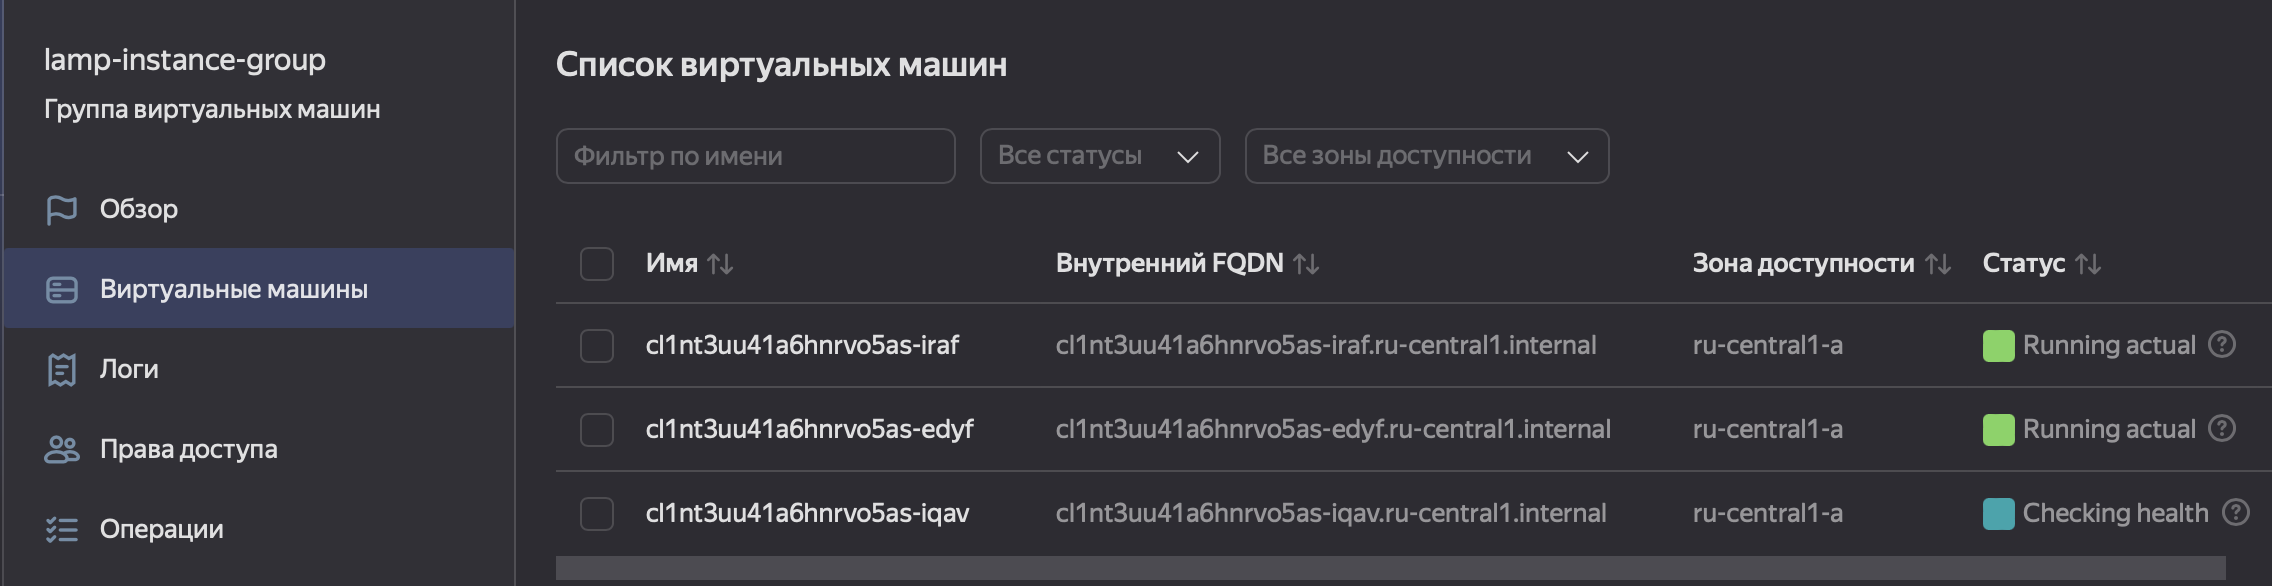 lamp-instance-group
Группа виртуальных машин
Обзор
Виртуальные машины
Логи
Права доступа
Операции
Список виртуальных машин
Фильтр по имени Все статусы Все зоны доступности
Имя Внутренний FQDN Зона доступности Статус
cl1nt3uu41a6hnrvo5as-iraf cl1nt3uu41a6hnrvo5as-iraf.ru-central1.internal ru-central1-a Running actual
cl1nt3uu41a6hnrvo5as-edyf cl1nt3uu41a6hnrvo5as-edyf.ru-central1.internal ru-central1-a Running actual
cl1nt3uu41a6hnrvo5as-iqav cl1nt3uu41a6hnrvo5as-iqav.ru-central1.internal ru-central1-a Checking health